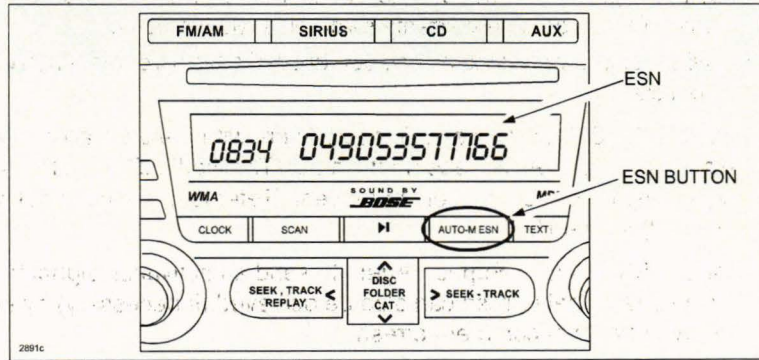 FM/AM SIRIUS CD AUX
ESN
0834 049053577766
ESN BUTTON
WMA SOUND BY BOSE
CLOCK SCAN AUTO-M ESN TEXT
SEEK , TRACK REPLAY
DISC FOLDER CAT
SEEK - TRACK
2891c